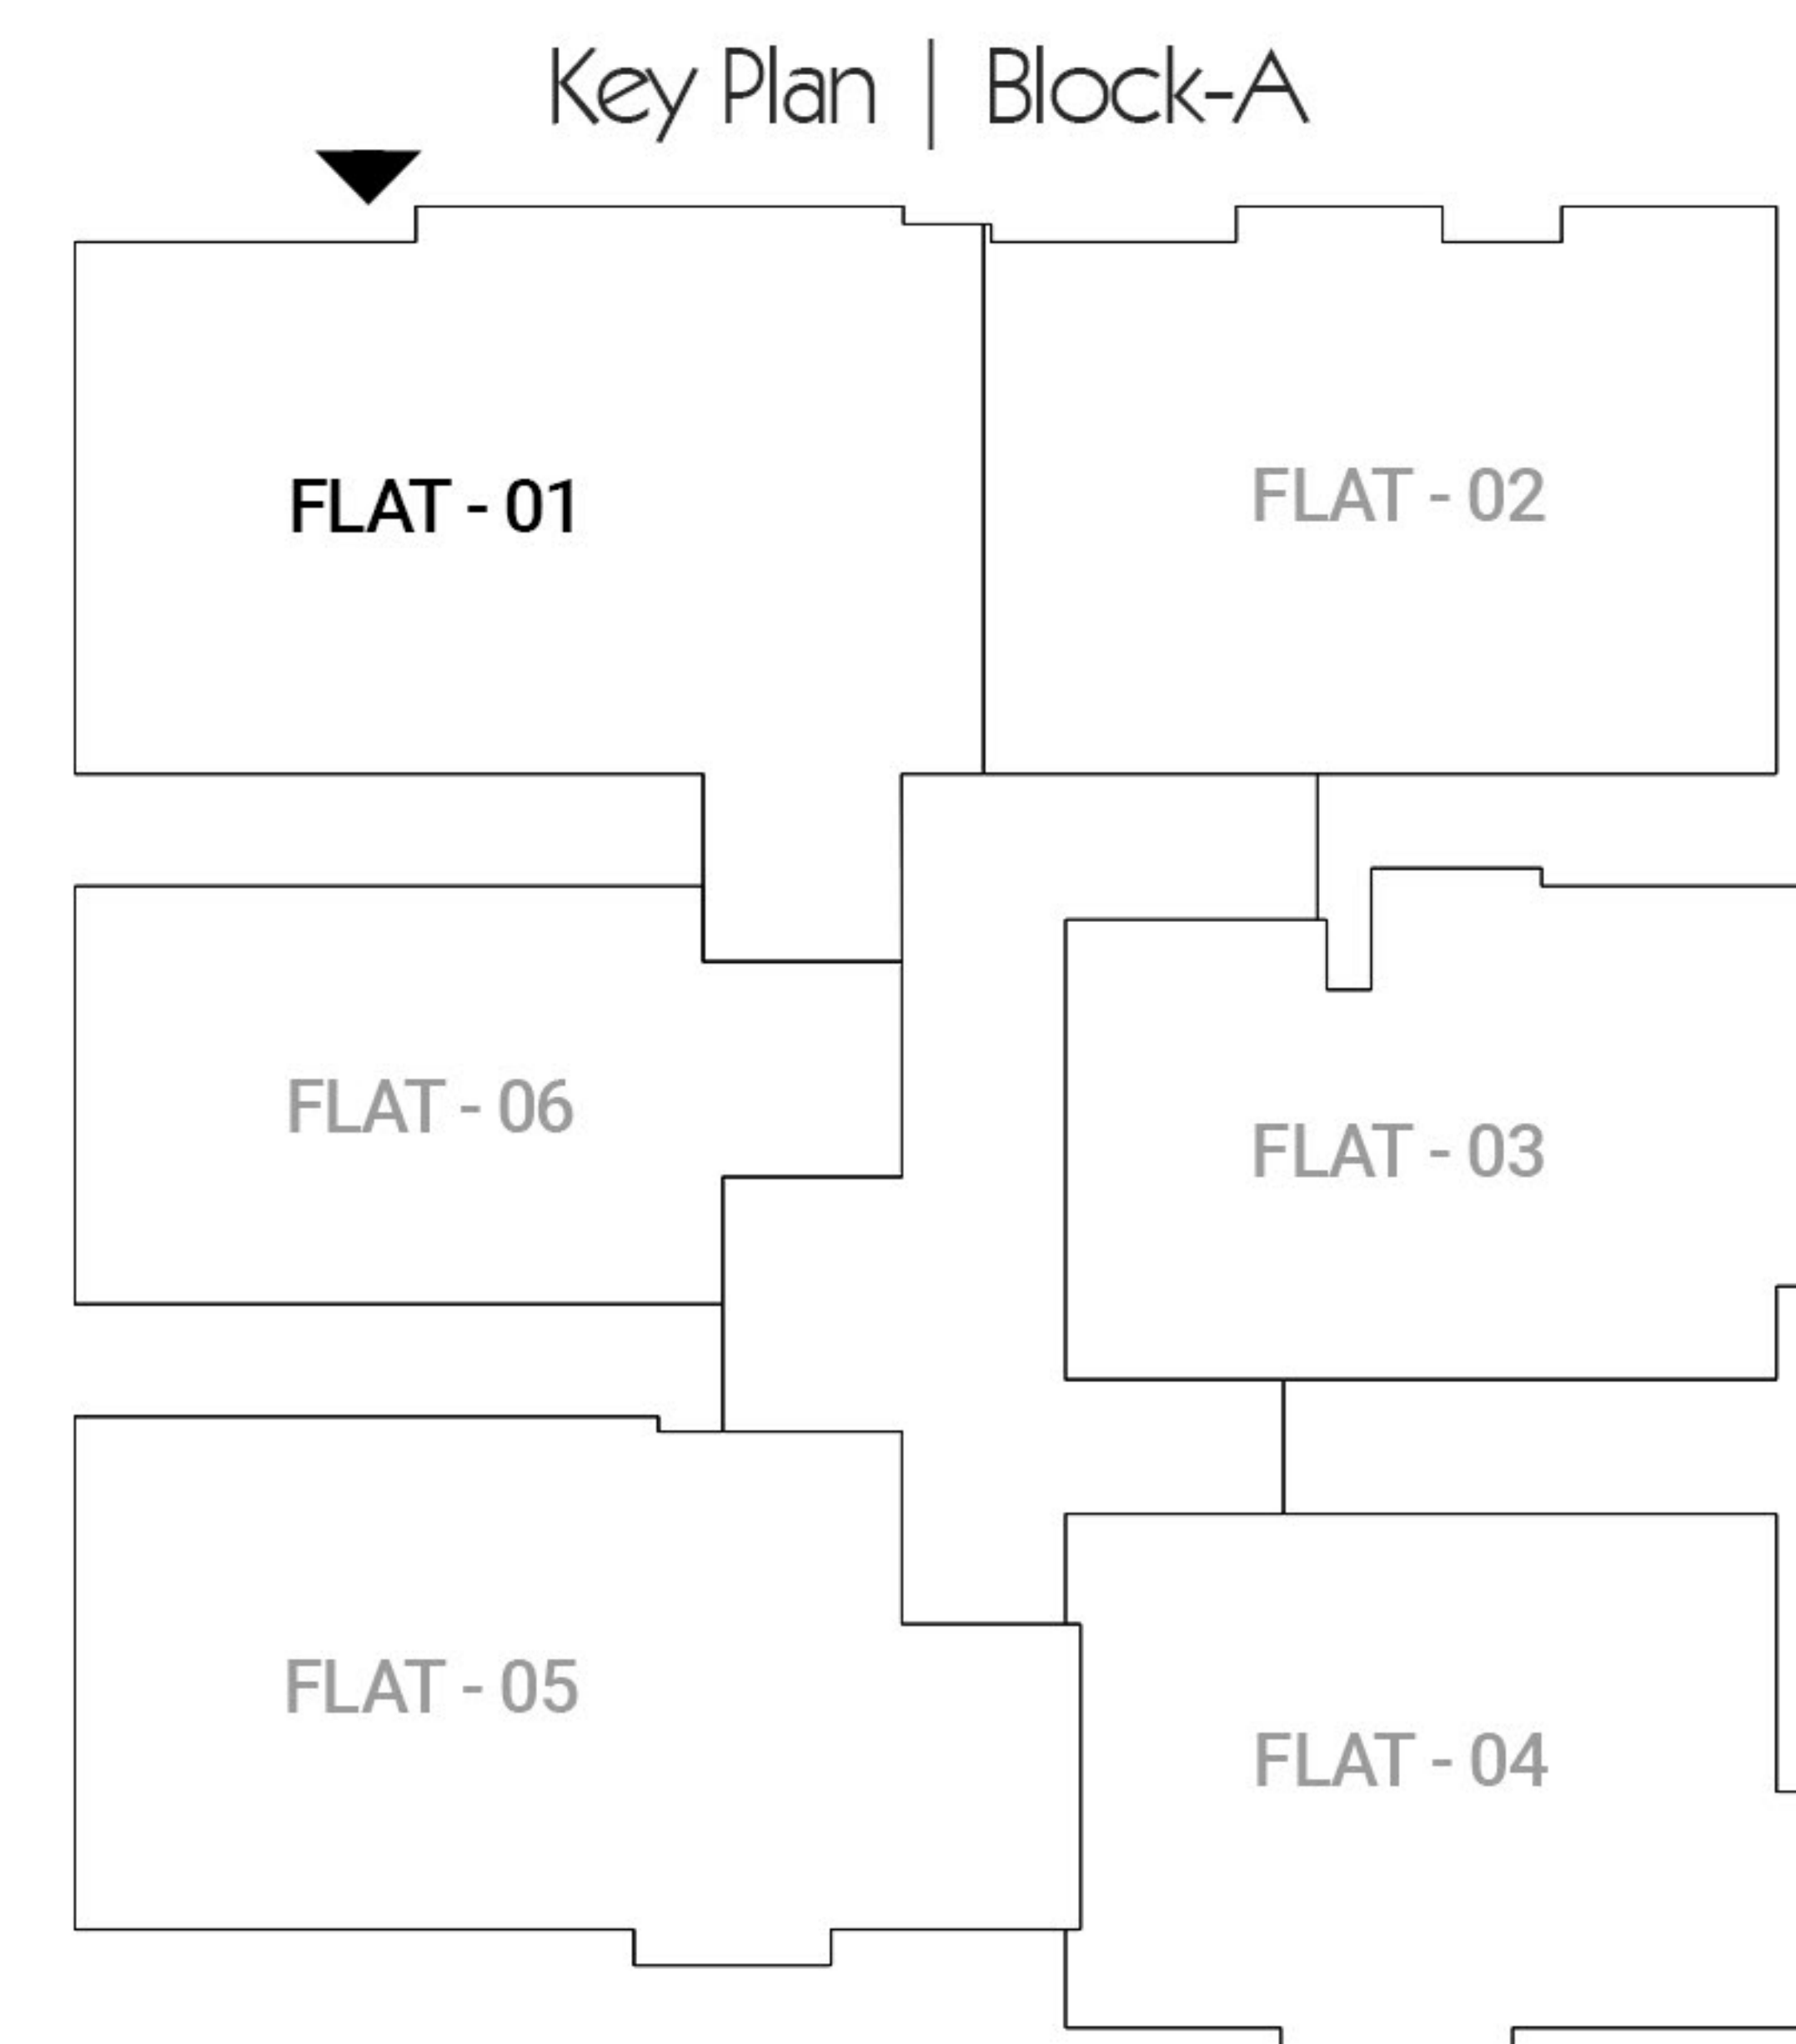 Key Plan | Block-A
FLAT - 01
FLAT - 02
FLAT - 06
FLAT - 03
FLAT - 05
FLAT - 04